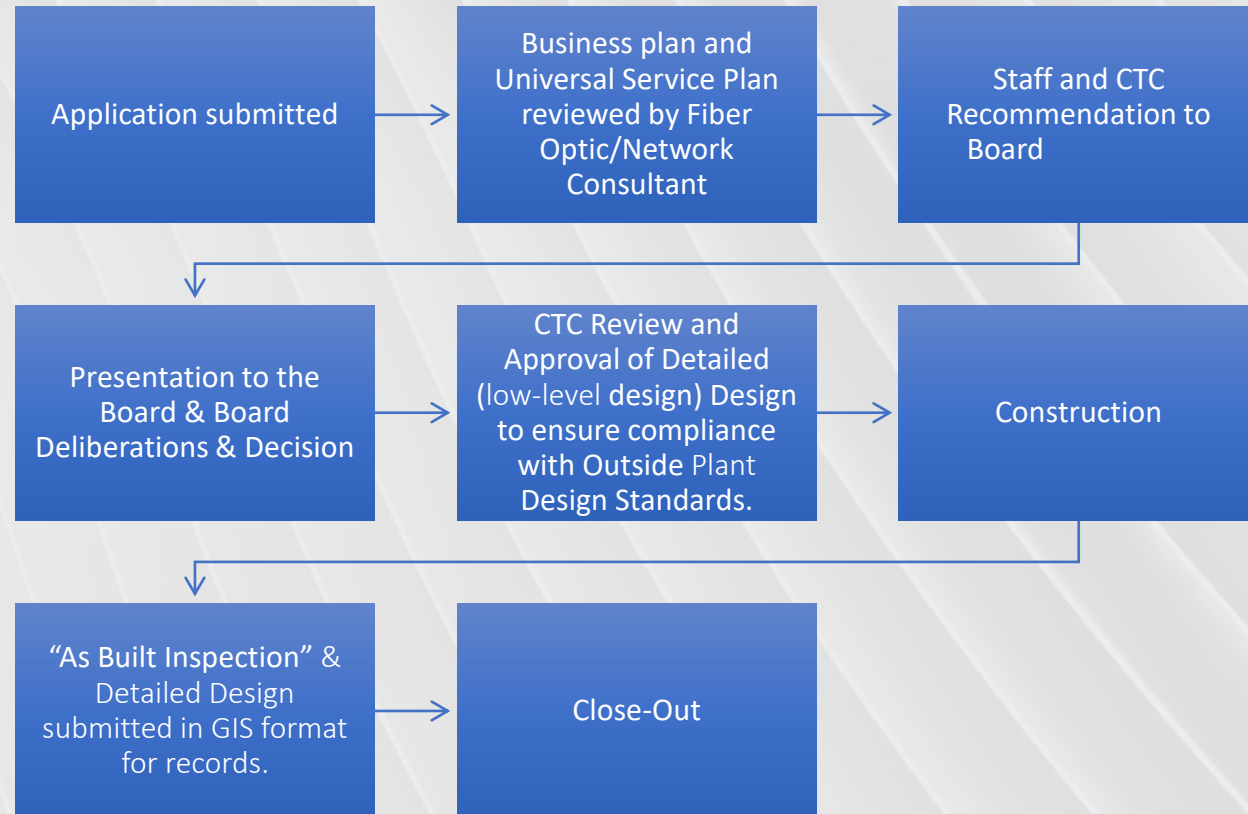 Application submitted
Business plan and
Universal Service Plan
reviewed by Fiber
Optic/Network
Consultant
Staff and CTC
Recommendation to
Board
Presentation to the
Board & Board
Deliberations & Decision
CTC Review and
Approval of Detailed
(low-level design) Design
to ensure compliance
with Outside Plant
Design Standards.
Construction
“As Built Inspection” &
Detailed Design
submitted in GIS format
for records.
Close-Out